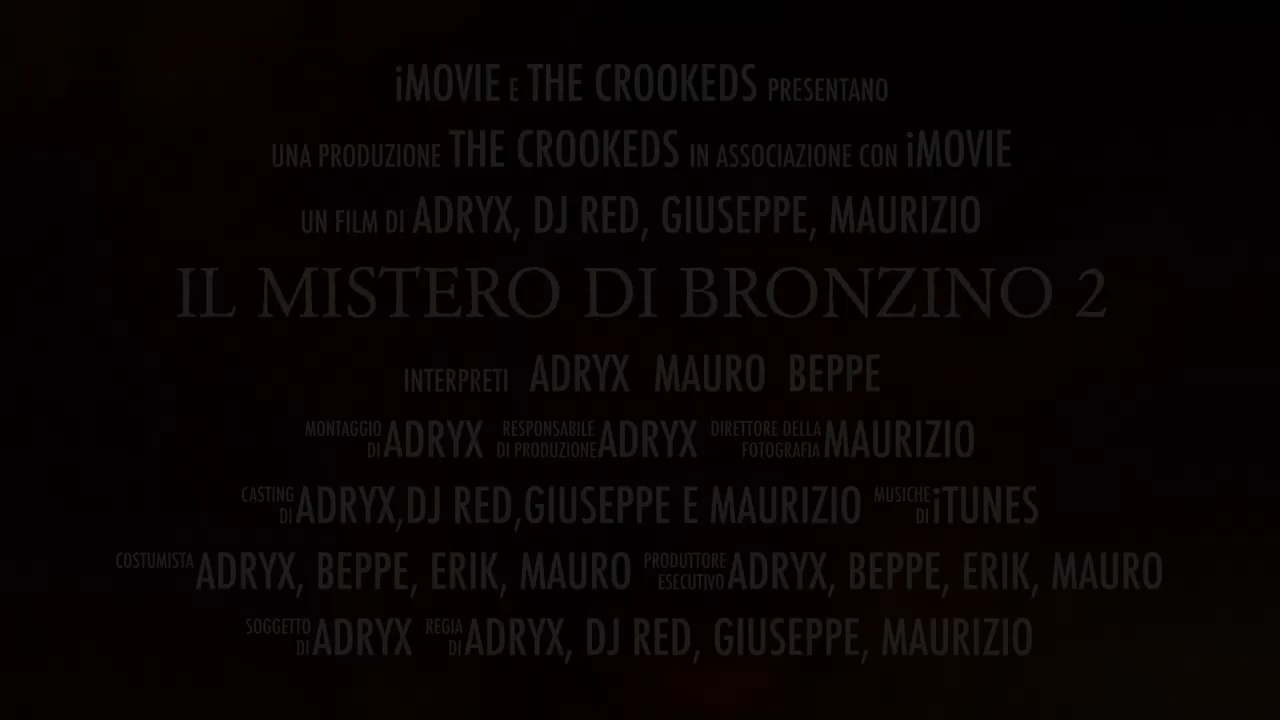 iMOVIE E THE CROOKEDS PRESENTANO
UNA PRODUZIONE THE CROOKEDS IN ASSOCIAZIONE CON iMOVIE
UN FILM DI ADRYX, DJ RED, GIUSEPPE, MAURIZIO
IL MISTERO DI BRONZINO 2
INTERPRETI ADRYX MAURO BEPPE
MONTAGGIO DI ADRYX RESPONSABILE DI PRODUZIONE ADRYX DIRETTORE DELLA FOTOGRAFIA MAURIZIO
CASTING DI ADRYX,DJ RED,GIUSEPPE E MAURIZIO MUSICHE DI iTUNES
COSTUMISTA ADRYX, BEPPE, ERIK, MAURO PRODUTTORE ESECUTIVO ADRYX, BEPPE, ERIK, MAURO
SOGGETTO DI ADRYX REGIA DI ADRYX, DJ RED, GIUSEPPE, MAURIZIO